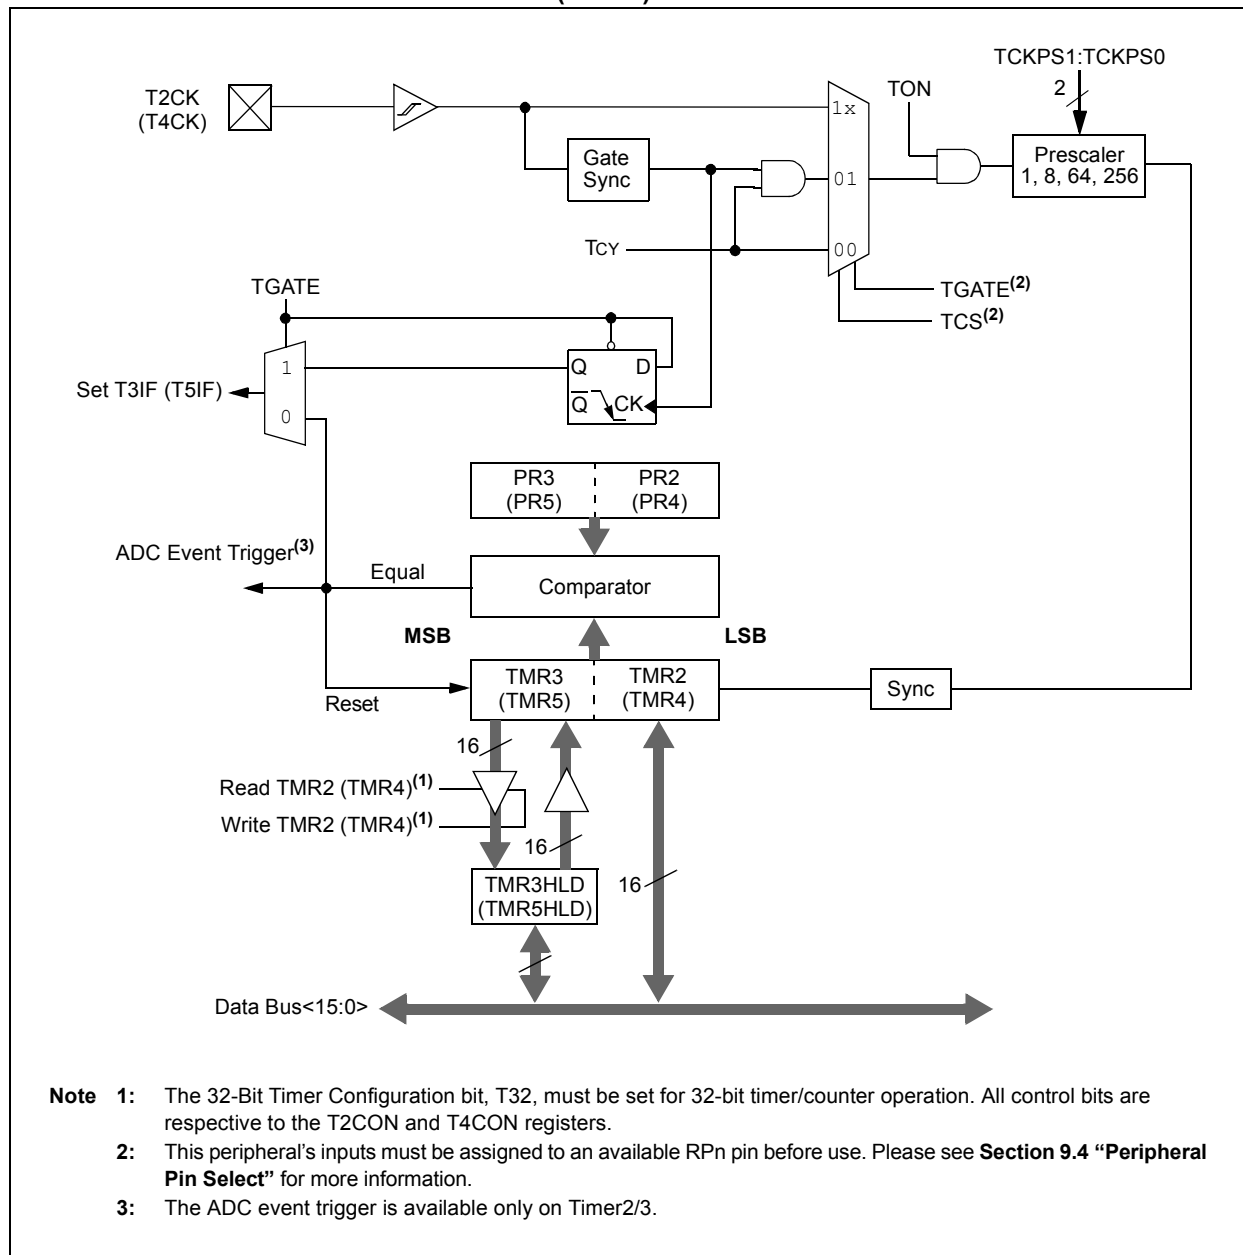 TCKPS1:TCKPS0
T2CK
(T4CK)
TON
2
1x
Gate
Sync
Prescaler
1, 8, 64, 256
01
TCY
00
TGATE
TGATE(2)
TCS(2)
1
Q
D
Set T3IF (T5IF)
Q
CK
0
PR3
(PR5)
PR2
(PR4)
ADC Event Trigger(3)
Equal
Comparator
MSB
LSB
TMR3
(TMR5)
TMR2
(TMR4)
Sync
Reset
16
Read TMR2 (TMR4)(1)
Write TMR2 (TMR4)(1)
16
TMR3HLD
(TMR5HLD)
16
Data Bus<15:0>
Note 1: The 32-Bit Timer Configuration bit, T32, must be set for 32-bit timer/counter operation. All control bits are
respective to the T2CON and T4CON registers.
2: This peripheral’s inputs must be assigned to an available RPn pin before use. Please see Section 9.4 “Peripheral
Pin Select” for more information.
3: The ADC event trigger is available only on Timer2/3.